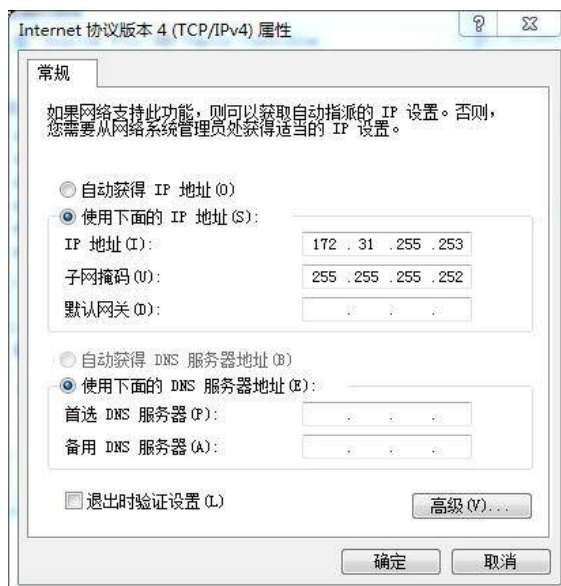 Internet 协议版本 4 (TCP/IPv4) 属性
常规
如果网络支持此功能，则可以获取自动指派的 IP 设置。否则，
您需要从网络系统管理员处获得适当的 IP 设置。
自动获得 IP 地址(O)
使用下面的 IP 地址(S):
IP 地址(I): 172 . 31 .255 .253
子网掩码(U): 255 .255 .255 .252
默认网关(D): . . .
自动获得 DNS 服务器地址(B)
使用下面的 DNS 服务器地址(E):
首选 DNS 服务器(P): . . .
备用 DNS 服务器(A): . . .
退出时验证设置(L)
高级(V)...
确定 取消